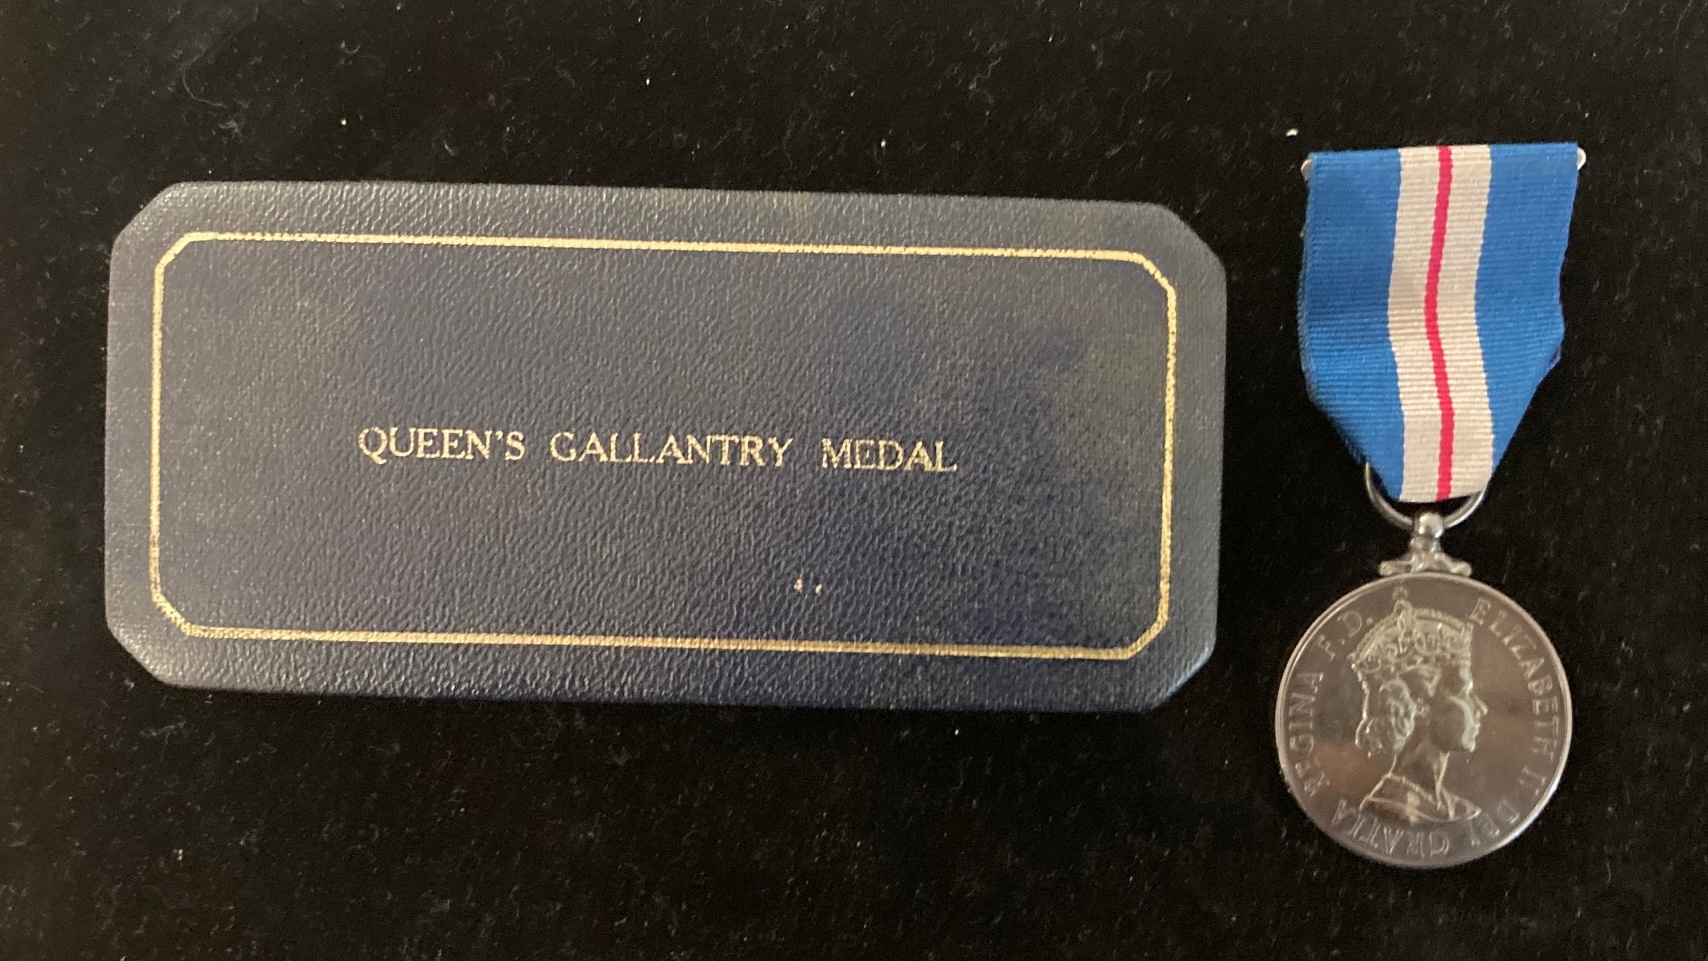 QUEEN'S GALLANTRY MEDAL
ELIZABETH II DEI GRATIA REGINA F.D.